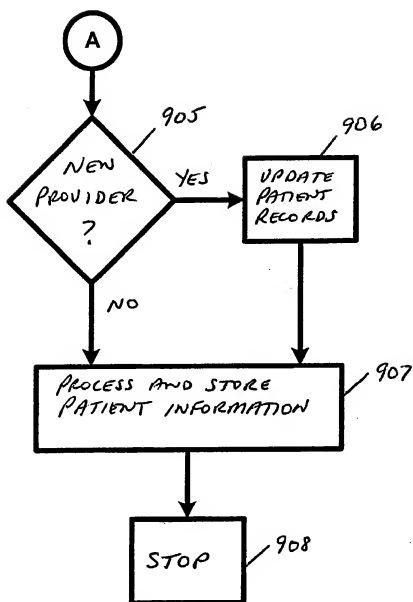 A
905
NEW
PROVIDER
?
YES
906
UPDATE
PATIENT
RECORDS
NO
PROCESS AND STORE
PATIENT INFORMATION
907
STOP
908